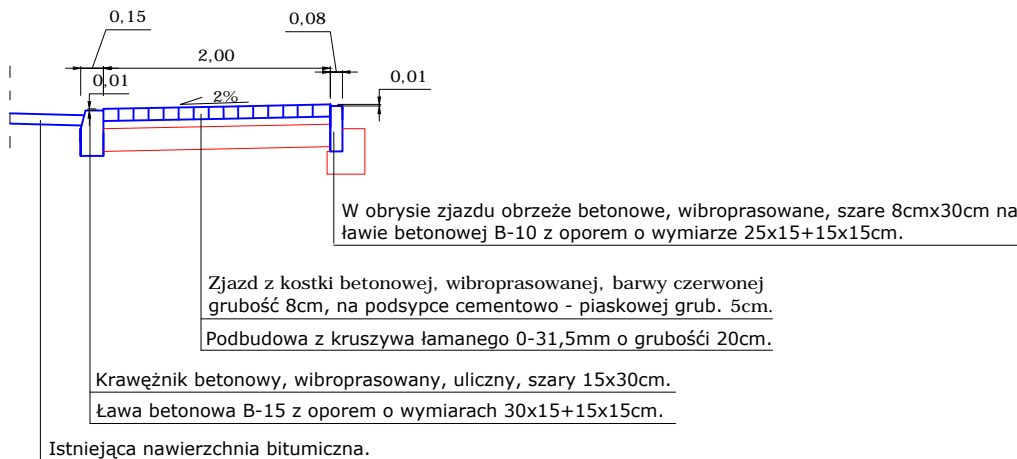 0,15
0,08
2,00
0,01
0,01
2%
W obrysie zjazdu obrzeże betonowe, wibroprasowane, szare 8cmx30cm na
ławie betonowej B-10 z oporem o wymiarze 25x15+15x15cm.
Zjazd z kostki betonowej, wibroprasowanej, barwy czerwonej
grubość 8cm, na podsypce cementowo - piaskowej grub. 5cm.
Podbudowa z kruszywa łamanego 0-31,5mm o grubośći 20cm.
Krawężnik betonowy, wibroprasowany, uliczny, szary 15x30cm.
Ława betonowa B-15 z oporem o wymiarach 30x15+15x15cm.
Istniejąca nawierzchnia bitumiczna.